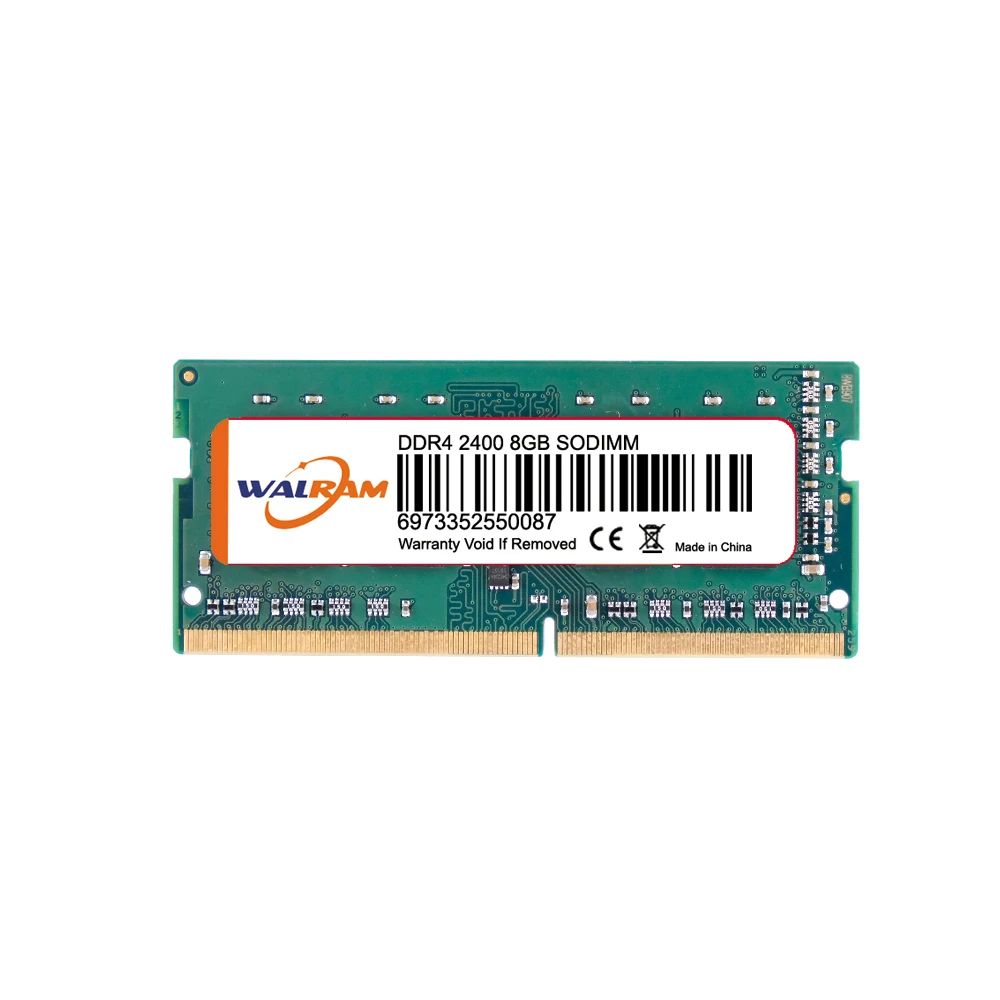 DDR4 2400 8GB SODIMM
WALRAM
6973352550087
Warranty Void If Removed
CE
Made in China